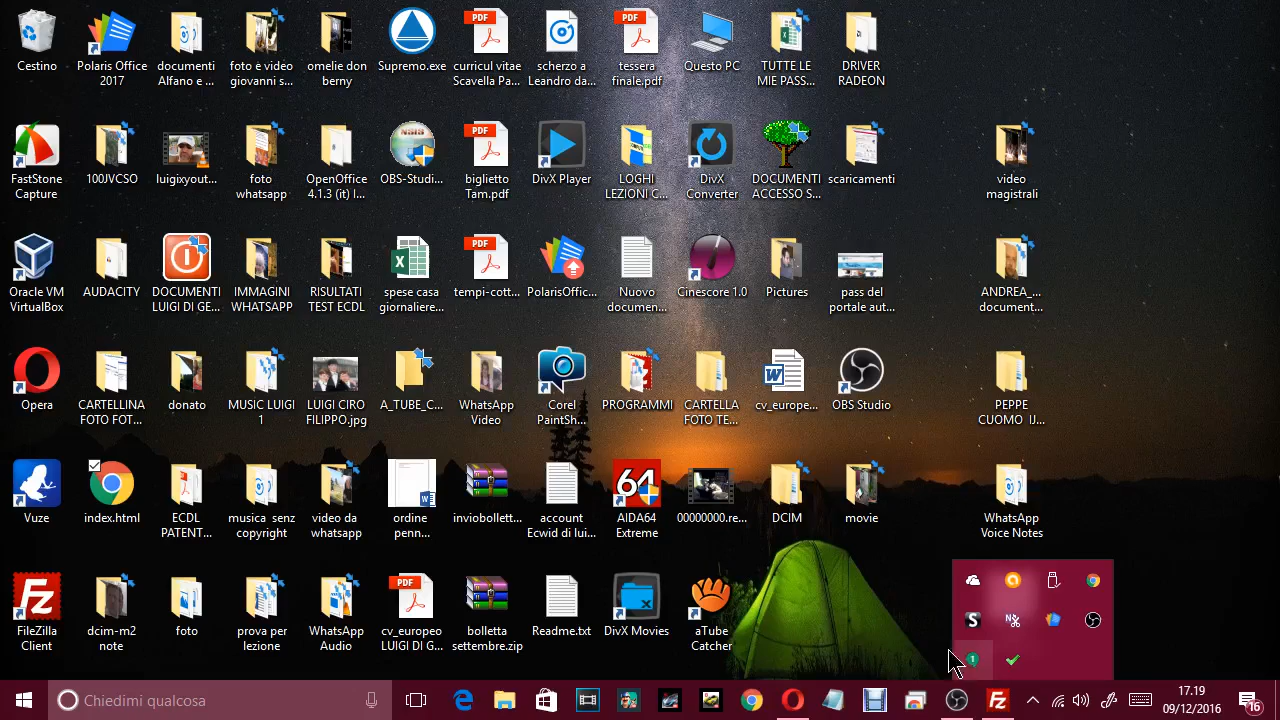 Cestino
Polaris Office
2017
documenti
Alfano e ...
foto e video
giovanni s...
omelie don
berny
Supremo.exe
PDF
curricul vitae
Scavella Pa...
scherzo a
Leandro da...
PDF
tessera
finale.pdf
Questo PC
TUTTE LE
MIE PASS...
DRIVER
RADEON
FastStone
Capture
100JVCSO
luigixyout...
foto
whatsapp
OpenOffice
4.1.3 (it) I...
OBS-Studi...
PDF
biglietto
Tam.pdf
DivX Player
LOGHI
LEZIONI C...
DivX
Converter
DOCUMENTI
ACCESSO S...
scaricamenti
video
magistrali
Oracle VM
VirtualBox
AUDACITY
DOCUMENTI
LUIGI DI GE...
IMMAGINI
WHATSAPP
RISULTATI
TEST ECDL
spese casa
giornaliere...
PDF
tempi-cott...
PolarisOffic...
Nuovo
documen...
Cinescore 1.0
Pictures
pass del
portale aut...
ANDREA_...
document...
Opera
CARTELLINA
FOTO FOT...
donato
MUSIC LUIGI
1
LUIGI CIRO
FILIPPO.jpg
A_TUBE_C...
WhatsApp
Video
Corel
PaintSh...
PROGRAMMI
CARTELLA
FOTO TE...
cv_europe...
OBS Studio
PEPPE
CUOMO IJ...
Vuze
index.html
ECDL
PATENT...
musica senz
copyright
video da
whatsapp
ordine
penn...
inviobollett...
account
Ecwid di lui...
64
AIDA64
Extreme
00000000.re...
DCIM
movie
WhatsApp
Voice Notes
Fz
FileZilla
Client
dcim-m2
note
foto
prova per
lezione
WhatsApp
Audio
PDF
cv_europeo
LUIGI DI G...
bolletta
settembre.zip
Readme.txt
DivX Movies
aTube
Catcher
Chiedimi qualcosa
17.19
09/12/2016
16